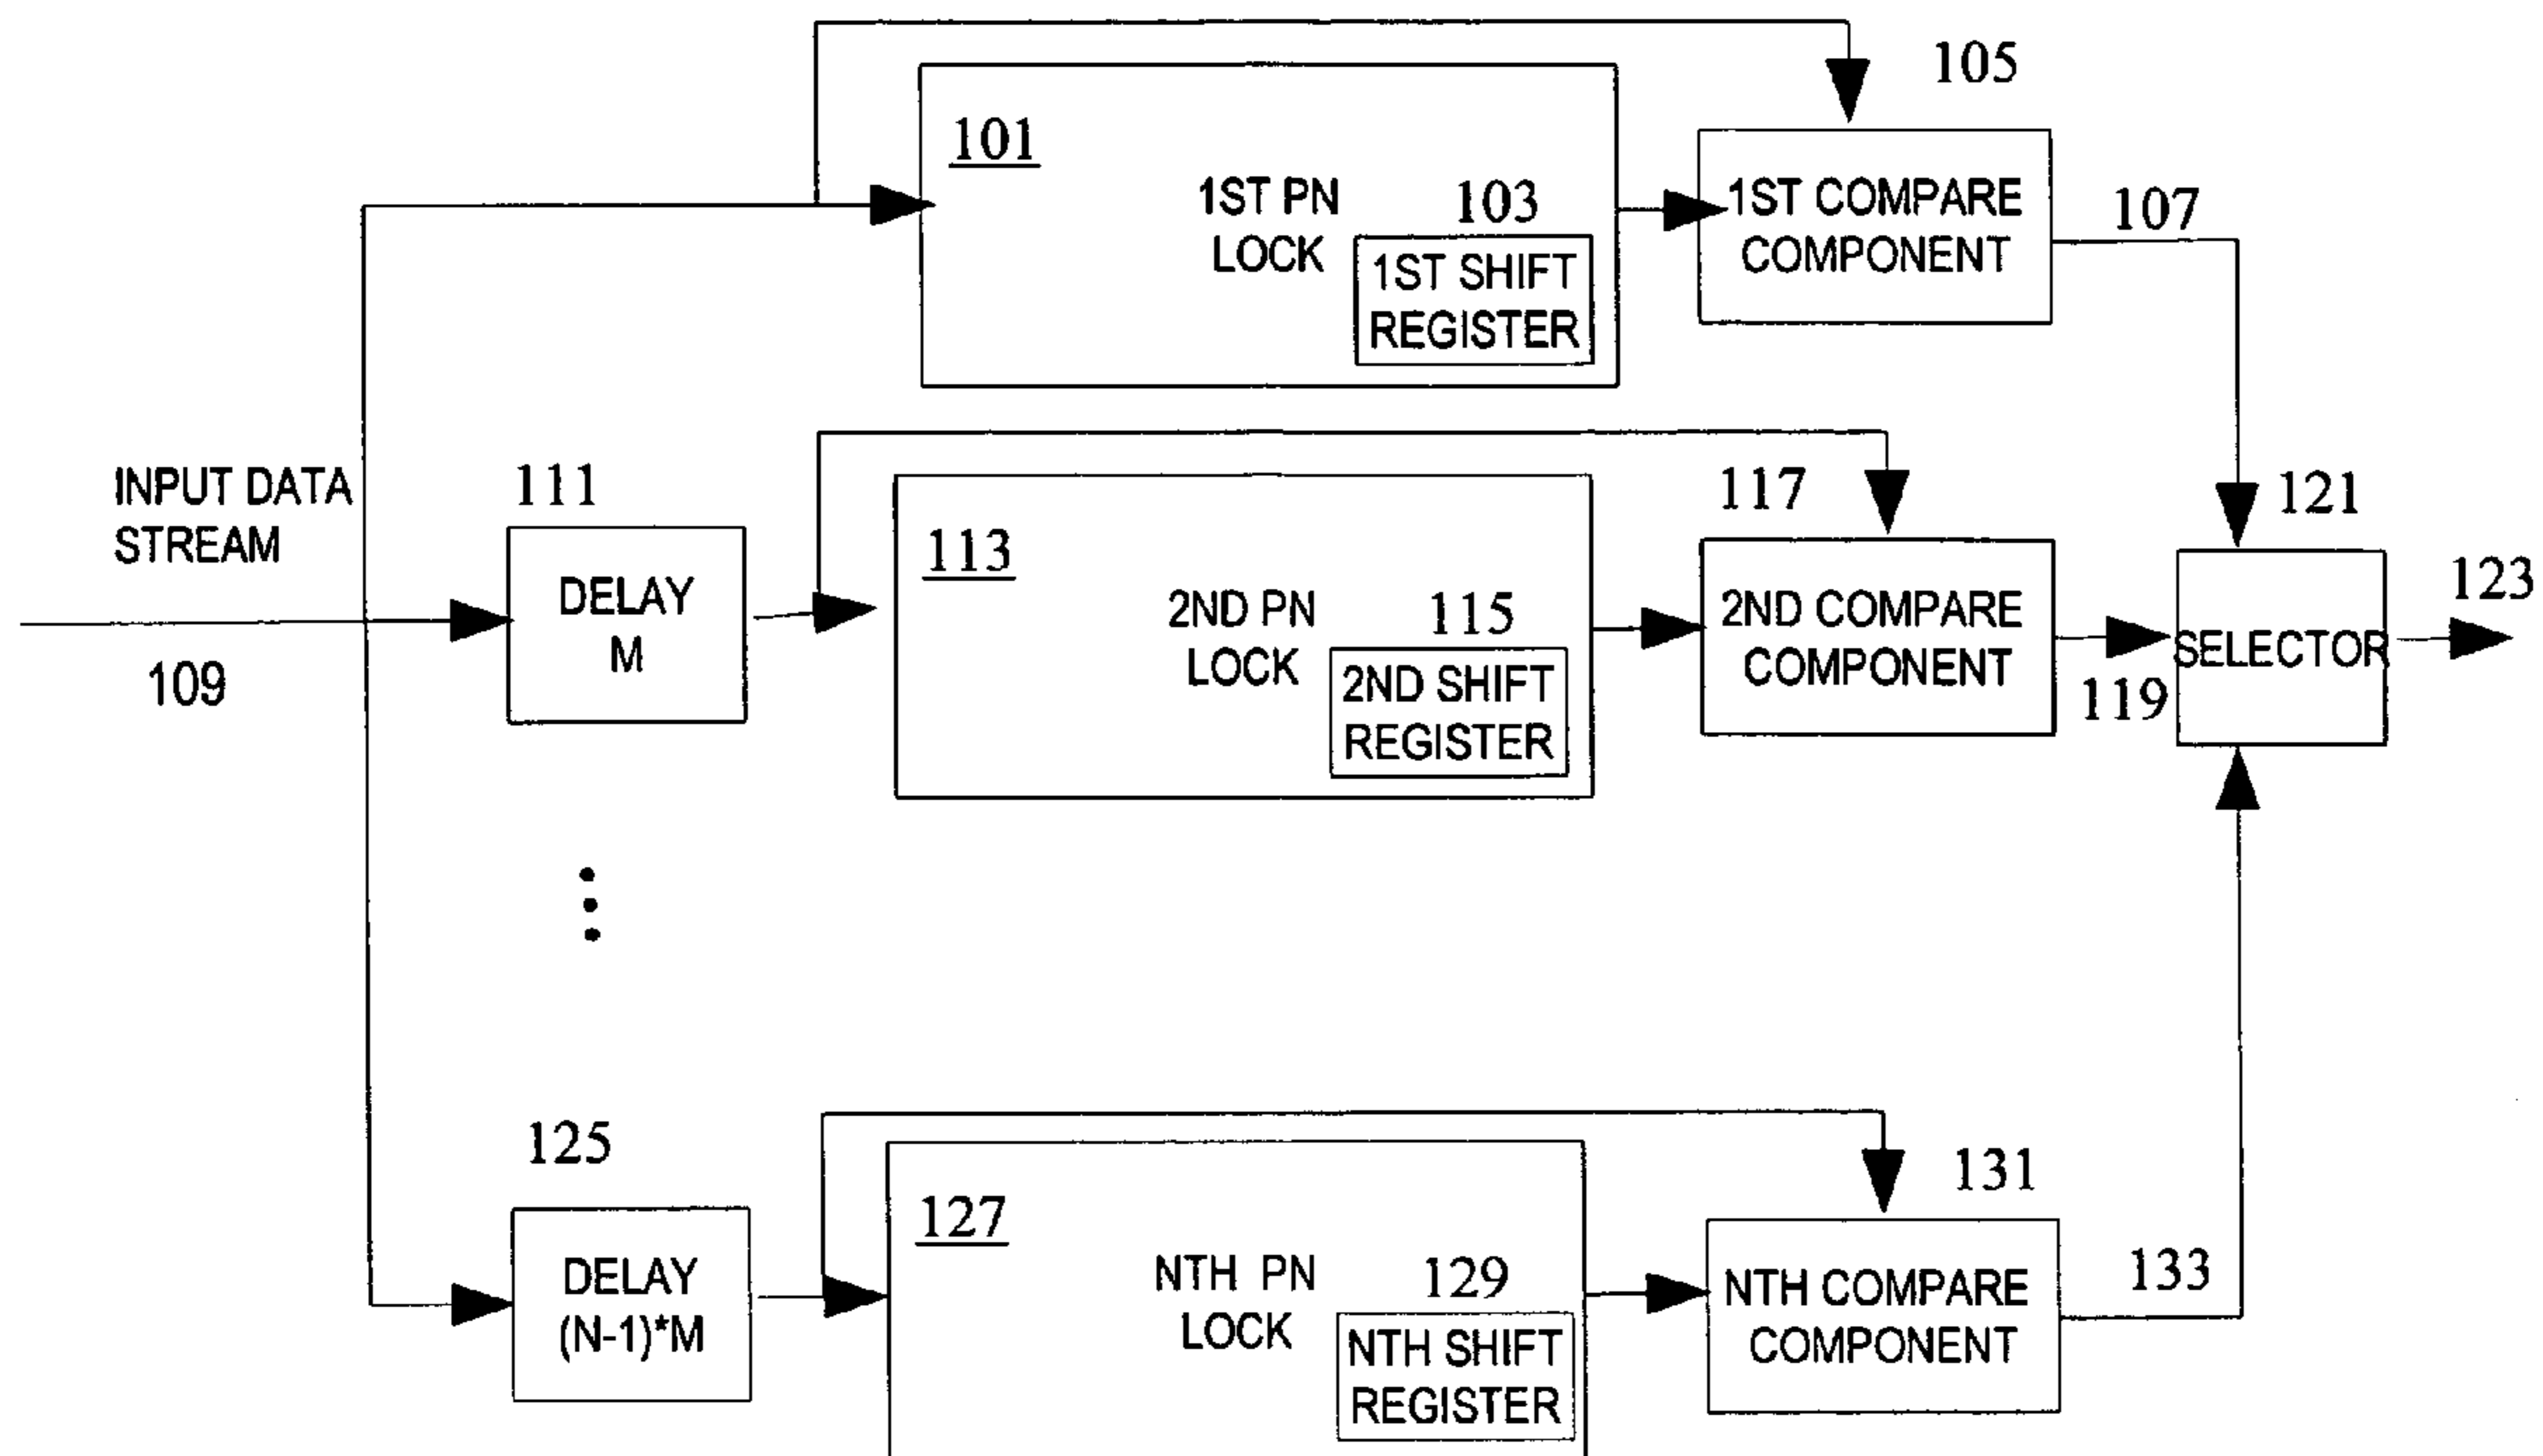 105
101
1ST PN
LOCK
103
1ST SHIFT
REGISTER
1ST COMPARE
COMPONENT
107
INPUT DATA
STREAM
109
111
DELAY
M
113
2ND PN
LOCK
115
2ND SHIFT
REGISTER
117
2ND COMPARE
COMPONENT
119
121
SELECTOR
123
125
DELAY
(N-1)*M
127
NTH PN
LOCK
129
NTH SHIFT
REGISTER
131
NTH COMPARE
COMPONENT
133